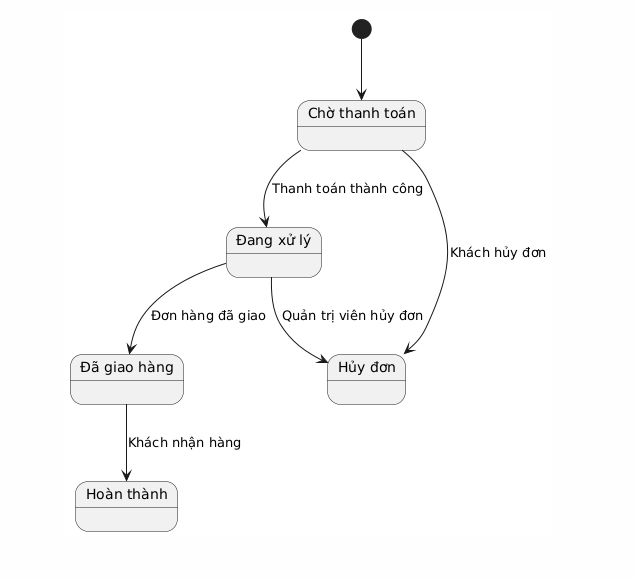 Chờ thanh toán
Thanh toán thành công
Đang xử lý
Khách hủy đơn
Đơn hàng đã giao
Quản trị viên hủy đơn
Đã giao hàng
Hủy đơn
Khách nhận hàng
Hoàn thành